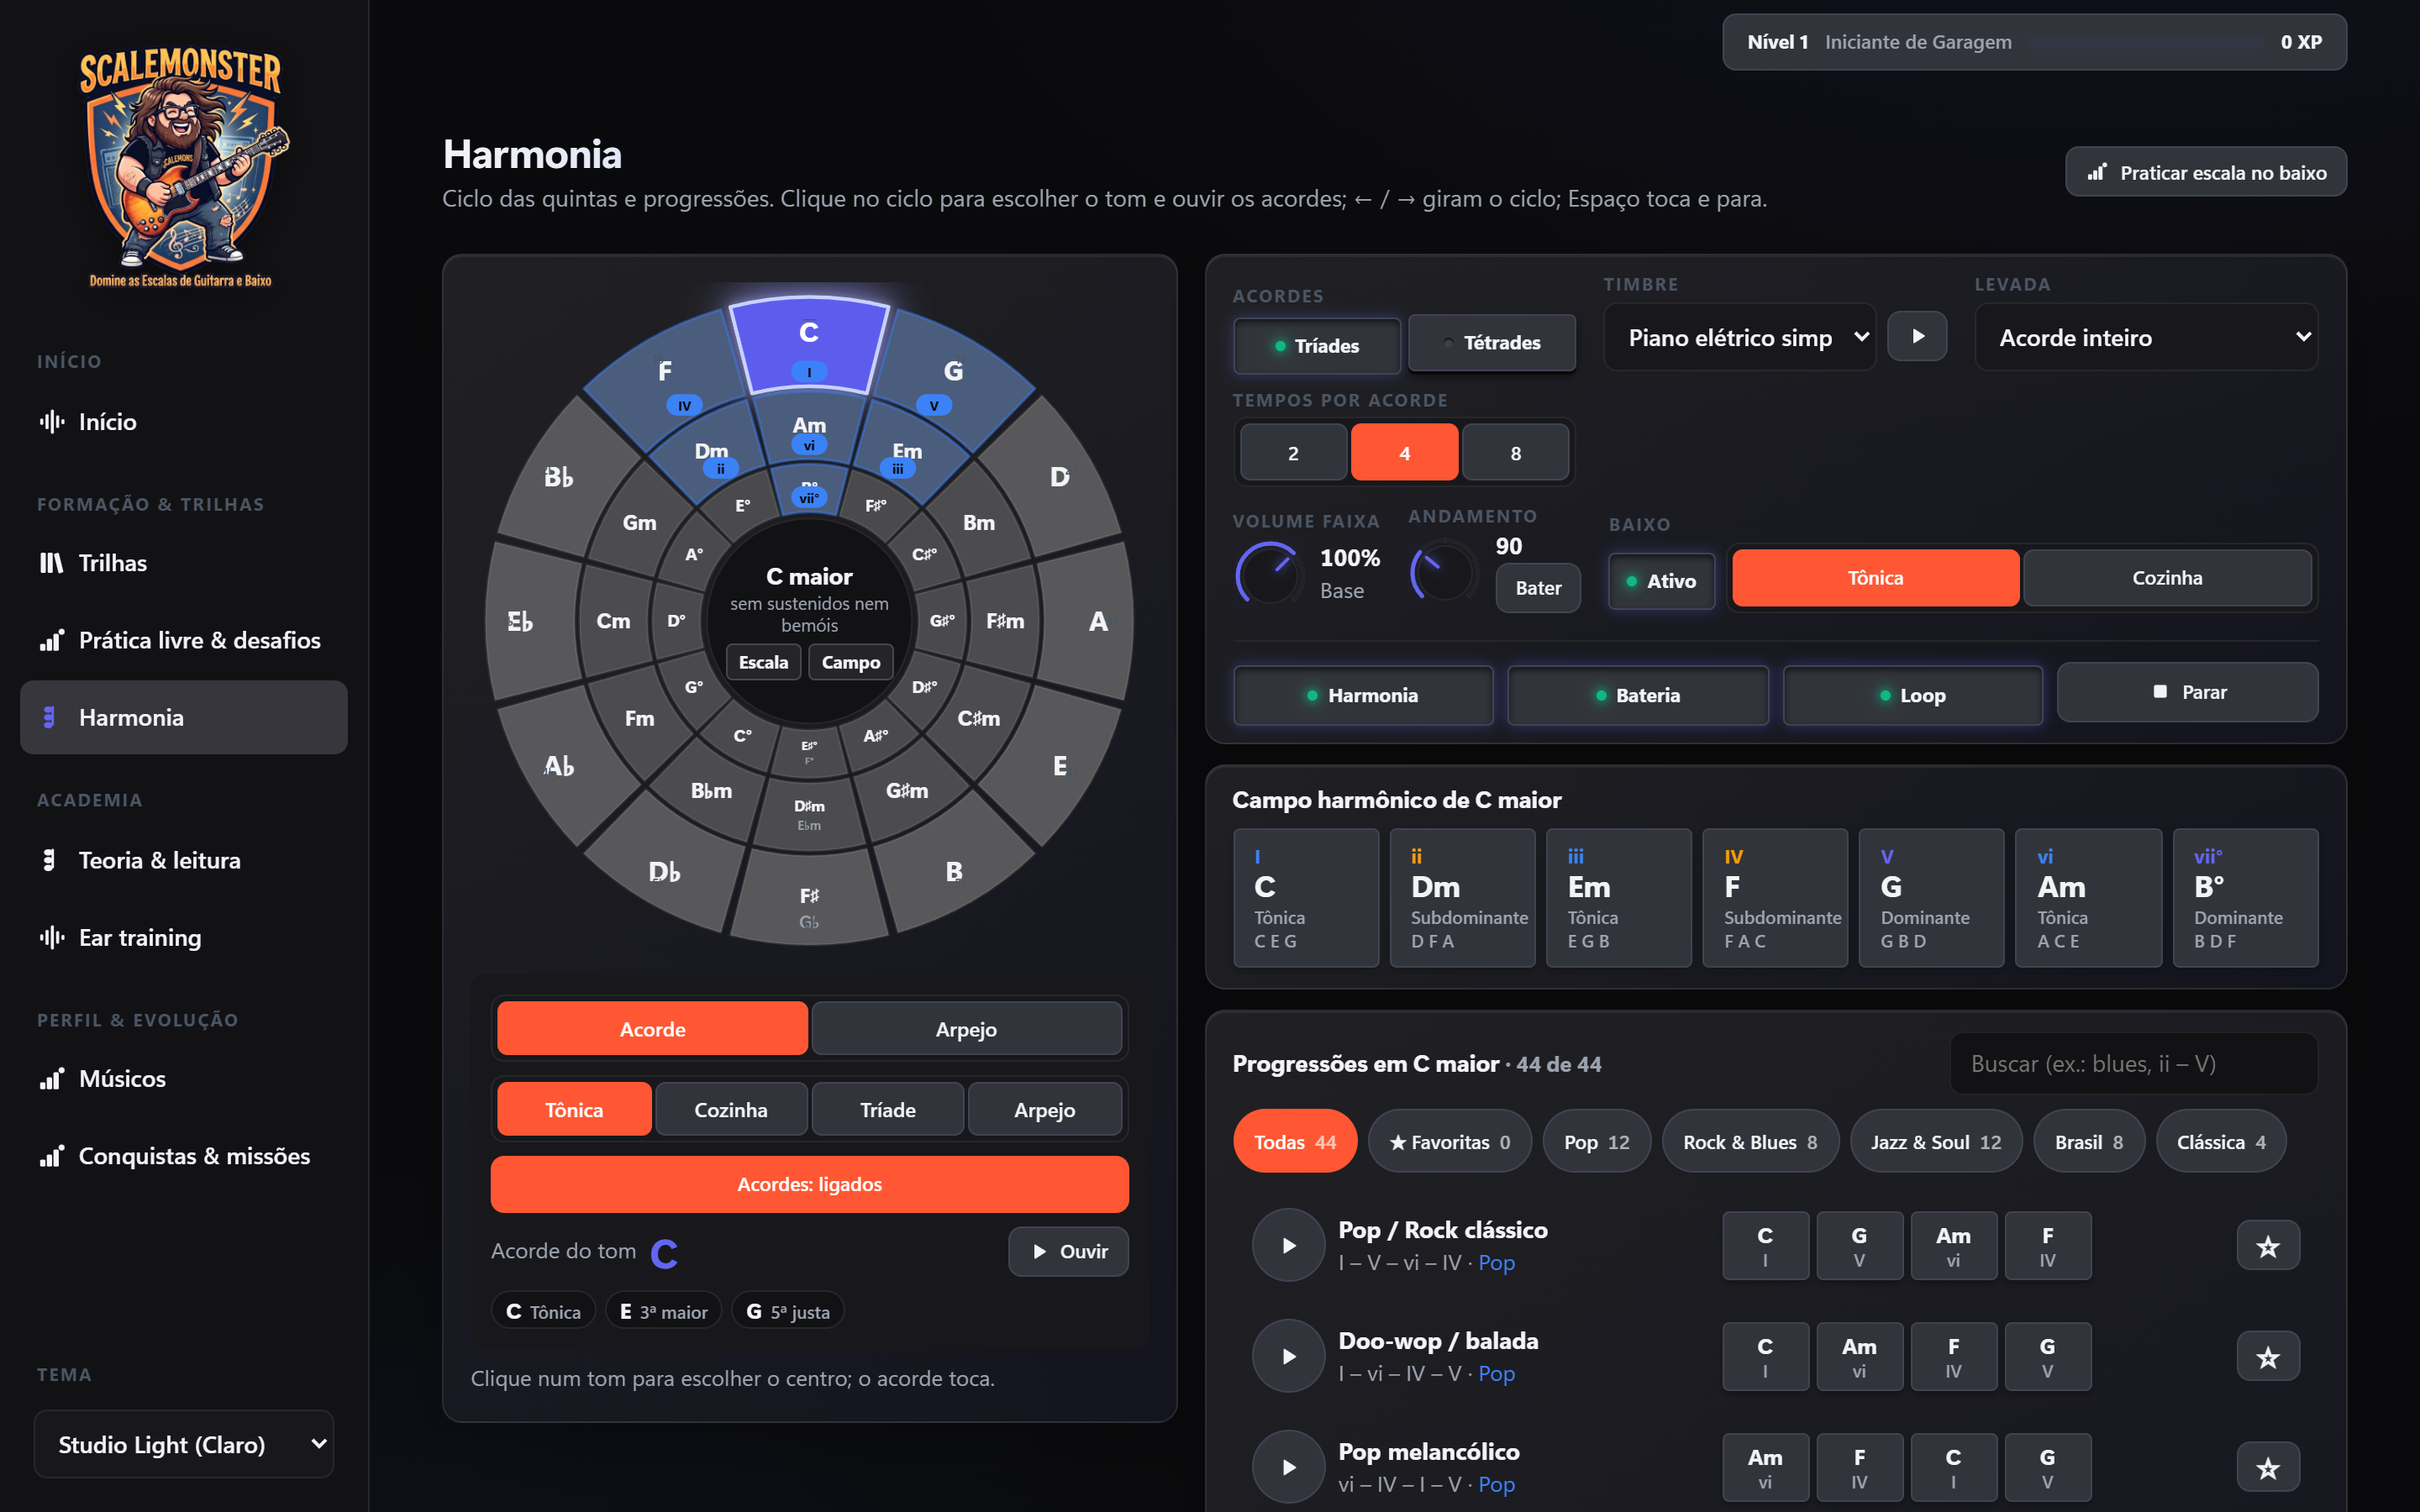 SCALEMONSTER
SCALEMONS
Domine as Escalas de Guitarra e Baixo
INÍCIO
Início
FORMAÇÃO & TRILHAS
Trilhas
Prática livre & desafios
Harmonia
ACADEMIA
Teoria & leitura
Ear training
PERFIL & EVOLUÇÃO
Músicos
Conquistas & missões
TEMA
Studio Light (Claro)
Nível 1 Iniciante de Garagem 0 XP
Harmonia
Ciclo das quintas e progressões. Clique no ciclo para escolher o tom e ouvir os acordes; ← / → giram o ciclo; Espaço toca e para.
Praticar escala no baixo
C
I
F
IV
G
V
Am
vi
Dm
ii
Em
iii
vii°
B♭
D
Gm
E°
F♯°
Bm
A°
C♯°
E♭
Cm
D°
G♯°
F♯m
A
C maior
sem sustenidos nem
bemóis
Escala Campo
G°
D♯°
Fm
C♯m
A♭
C°
E♯°
F°
A♯°
E
B♭m
D♯m
E♭m
G♯m
D♭
F♯
G♭
B
Acorde Arpejo
Tônica Cozinha Tríade Arpejo
Acordes: ligados
Acorde do tom C Ouvir
C Tônica E 3ª maior G 5ª justa
Clique num tom para escolher o centro; o acorde toca.
ACORDES
Tríades Tétrades
TIMBRE
Piano elétrico simp
LEVADA
Acorde inteiro
TEMPOS POR ACORDE
2 4 8
VOLUME FAIXA
100%
Base
ANDAMENTO
90
Bater
BAIXO
Ativo Tônica Cozinha
Harmonia Bateria Loop Parar
Campo harmônico de C maior
I
C
Tônica
C E G
ii
Dm
Subdominante
D F A
iii
Em
Tônica
E G B
IV
F
Subdominante
F A C
V
G
Dominante
G B D
vi
Am
Tônica
A C E
vii°
B°
Dominante
B D F
Progressões em C maior · 44 de 44
Buscar (ex.: blues, ii – V)
Todas 44 ★ Favoritas 0 Pop 12 Rock & Blues 8 Jazz & Soul 12 Brasil 8 Clássica 4
Pop / Rock clássico
I – V – vi – IV · Pop
C G Am F
I V vi IV
Doo-wop / balada
I – vi – IV – V · Pop
C Am F G
I vi IV V
Pop melancólico
vi – IV – I – V · Pop
Am F C G
vi IV I V